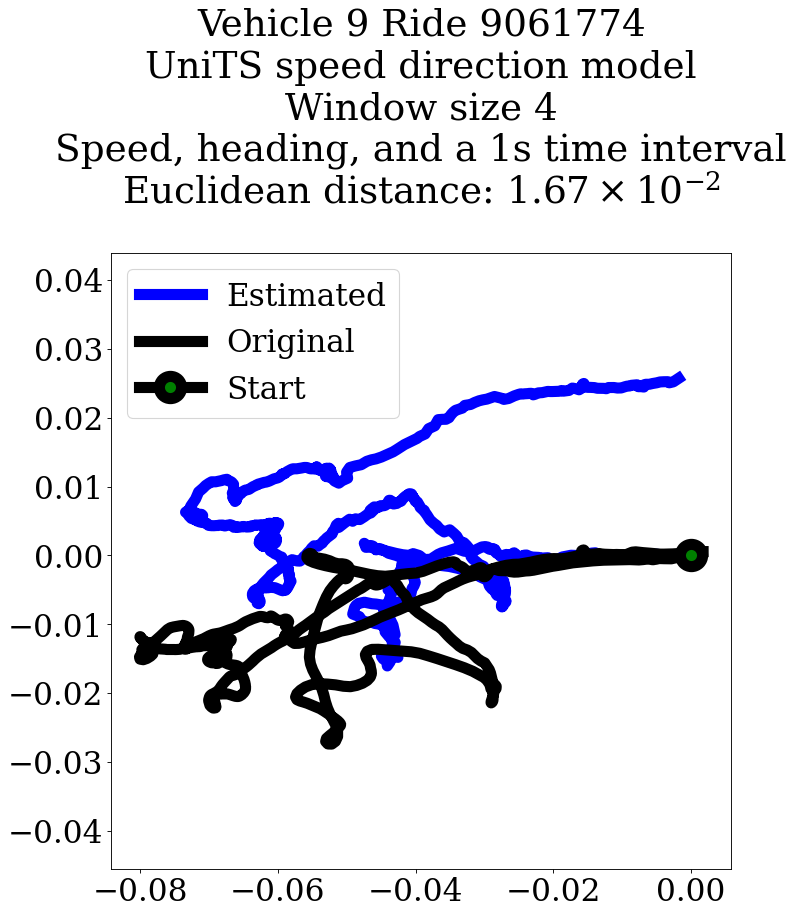 Vehicle 9 Ride 9061774
UniTS speed direction model
Window size 4
Speed, heading, and a 1s time interval
Euclidean distance: $1.67 \times 10^{-2}$
0.04
0.03
0.02
0.01
0.00
−0.01
−0.02
−0.03
−0.04
Estimated
Original
Start
−0.08 −0.06 −0.04 −0.02 0.00